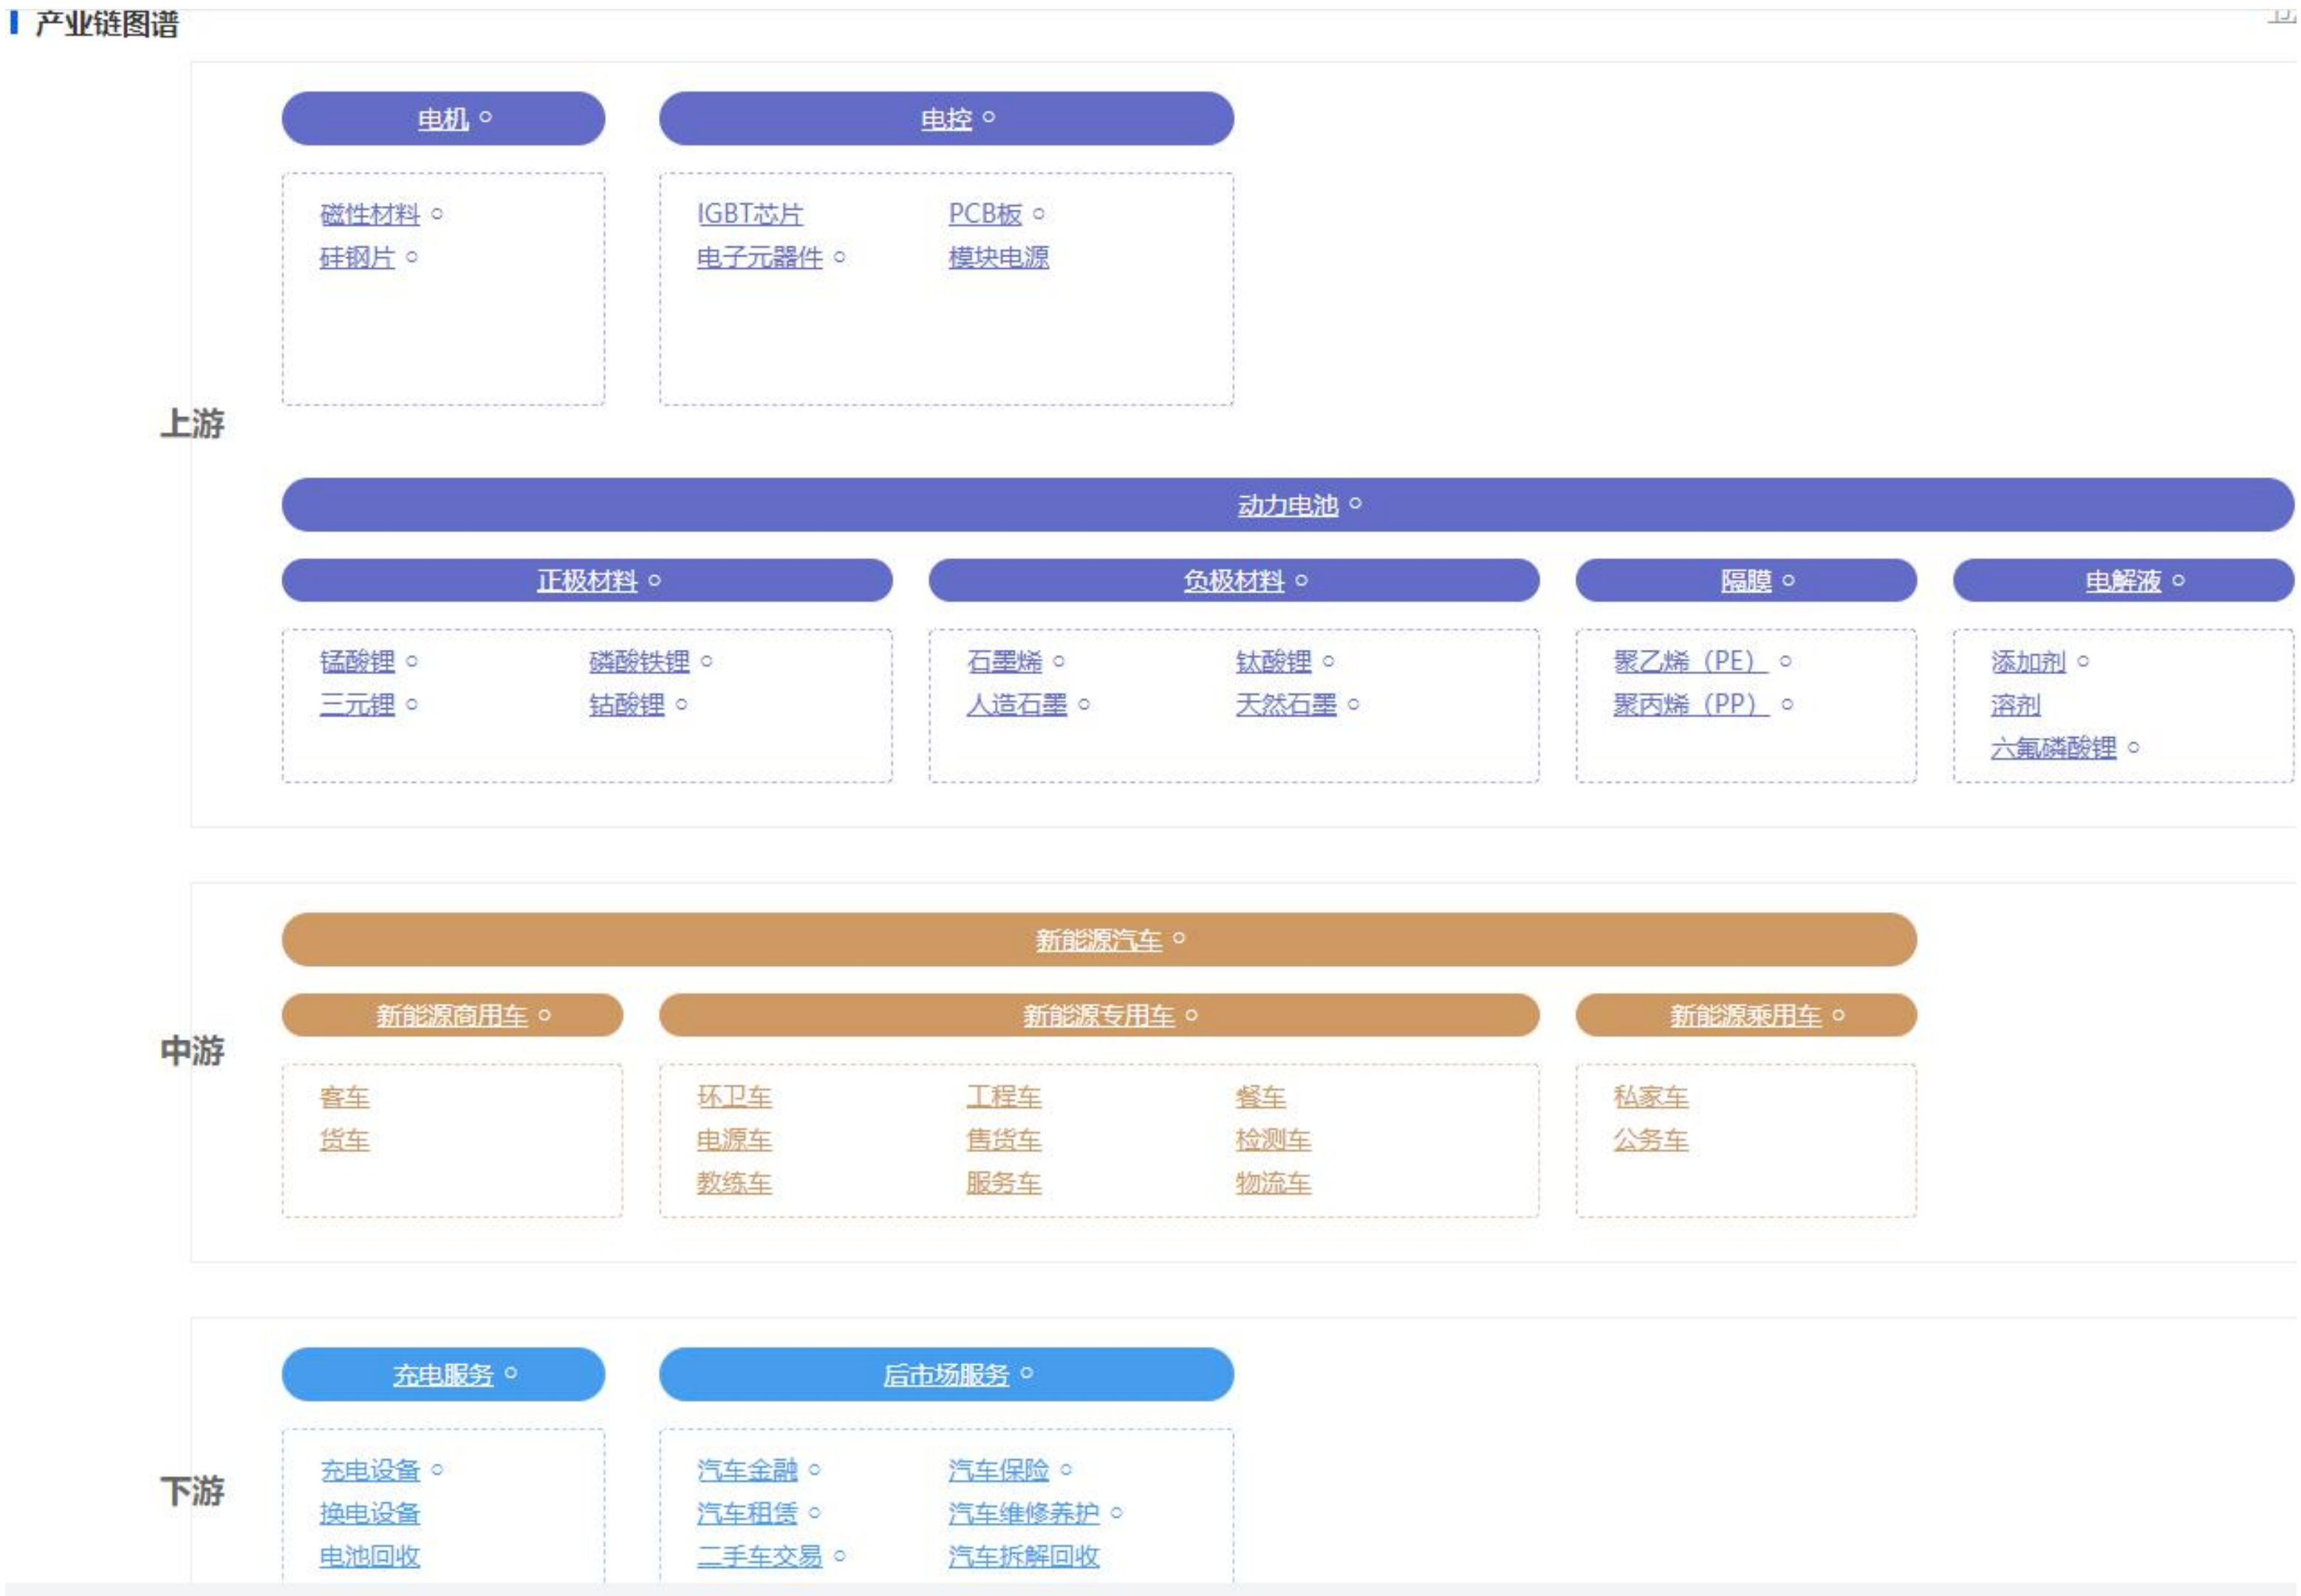 产业链图谱
上游
电机
磁性材料
硅钢片
电控
IGBT芯片 PCB板
电子元器件 模块电源
动力电池
正极材料
锰酸锂 磷酸铁锂
三元锂 钴酸锂
负极材料
石墨烯 钛酸锂
人造石墨 天然石墨
隔膜
聚乙烯（PE）
聚丙烯（PP）
电解液
添加剂
溶剂
六氟磷酸锂
中游
新能源汽车
新能源商用车
客车
货车
新能源专用车
环卫车 工程车 餐车
电源车 售货车 检测车
教练车 服务车 物流车
新能源乘用车
私家车
公务车
下游
充电服务
充电设备
换电设备
电池回收
后市场服务
汽车金融 汽车保险
汽车租赁 汽车维修养护
二手车交易 汽车拆解回收